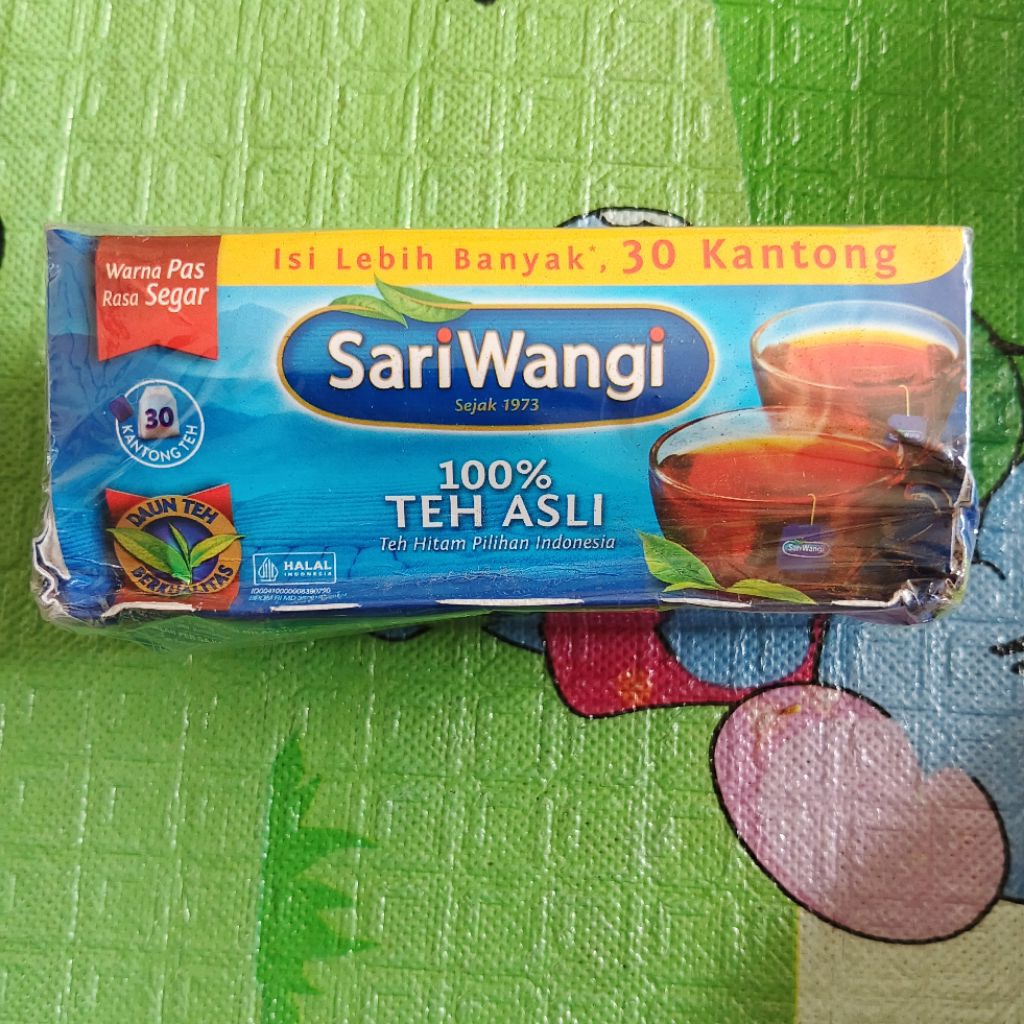 Isi Lebih Banyak*, 30 Kantong
Warna Pas
Rasa Segar
SariWangi
Sejak 1973
30
KANTONG TEH
100%
TEH ASLI
Teh Hitam Pilihan Indonesia
DAUN TEH
BERKUALITAS
HALAL
INDONESIA
SariWangi